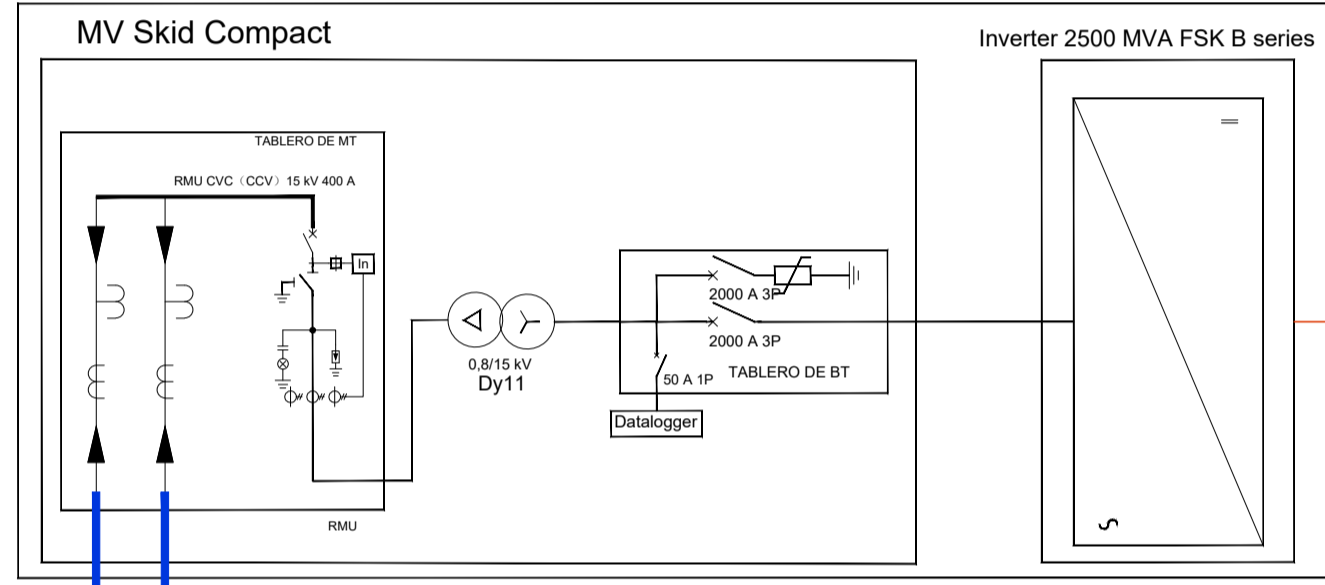 MV Skid Compact
Inverter 2500 MVA FSK B series
TABLERO DE MT
RMU CVC（CCV）15 kV 400 A
In
2000 A 3P
2000 A 3P
0,8/15 kV
Dy11
50 A 1P
TABLERO DE BT
Datalogger
RMU